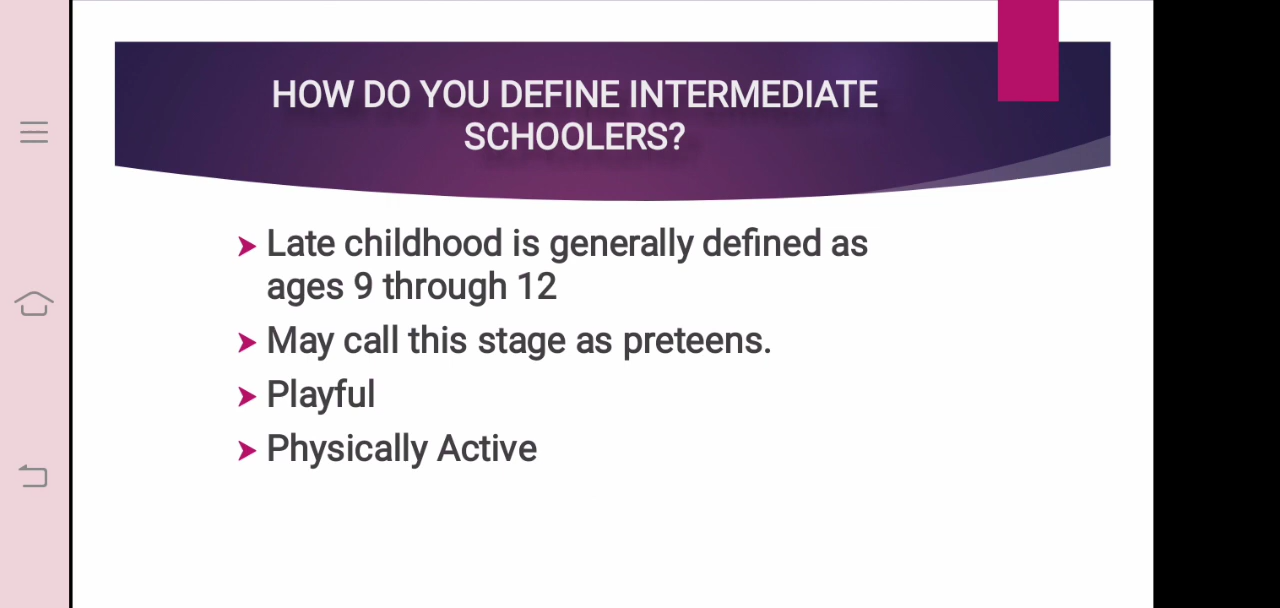 HOW DO YOU DEFINE INTERMEDIATE
SCHOOLERS?
Late childhood is generally defined as
ages 9 through 12
May call this stage as preteens.
Playful
Physically Active